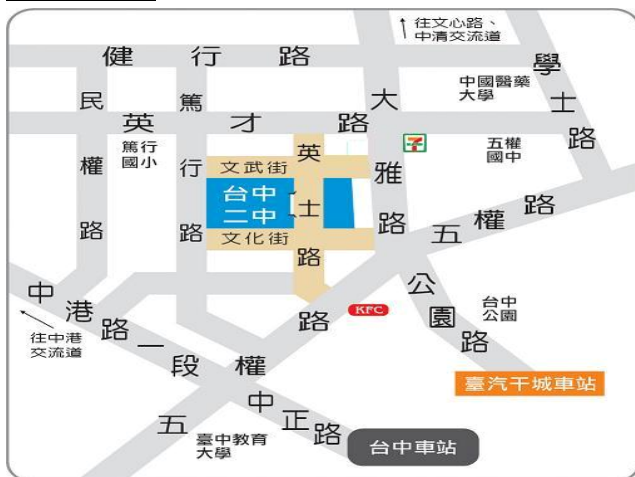 往文心路、
中清交流道
健行路
學士路
中國醫藥
大學
民權路
篤行路
大雅路
英才路
篤行
國小
英士路
7
五權
國中
文武街
台中
二中
文化街
五權路
中港路一段
往中港
交流道
KFC
公園路
台中
公園
臺汽干城車站
中正路
臺中教育
大學
台中車站